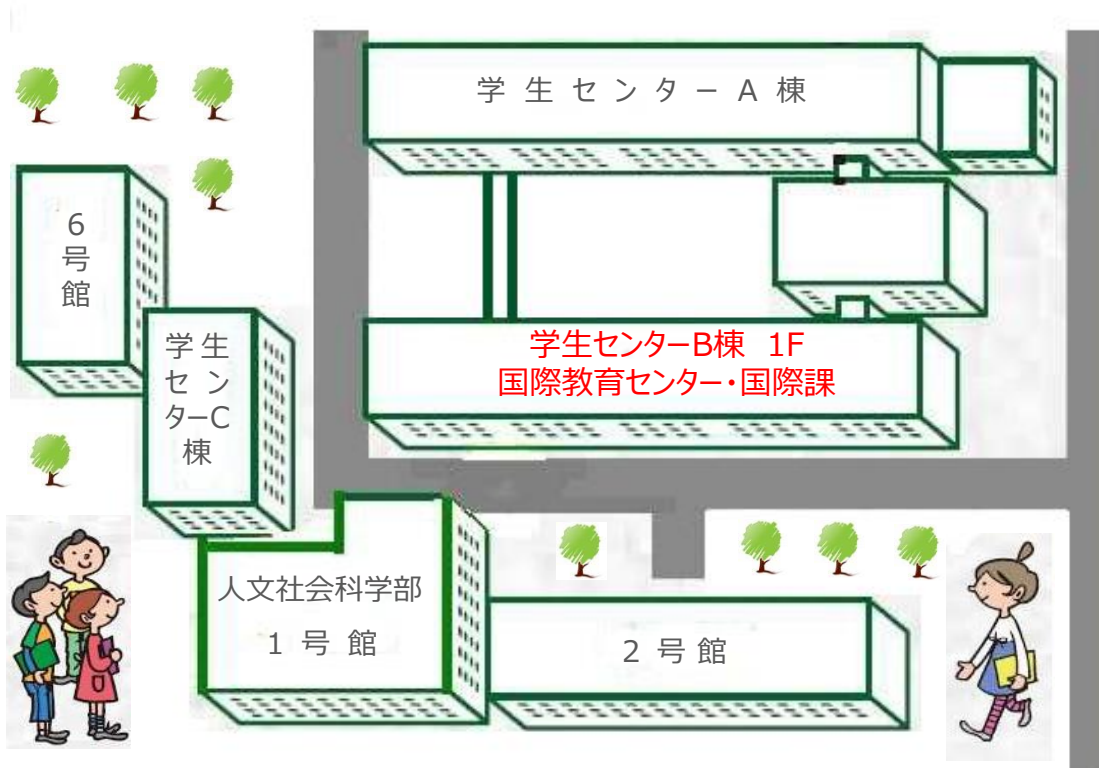 学生センターA棟
6号館
学生センターC棟
学生センターB棟 1F
国際教育センター・国際課
人文社会科学部
1号館
2号館